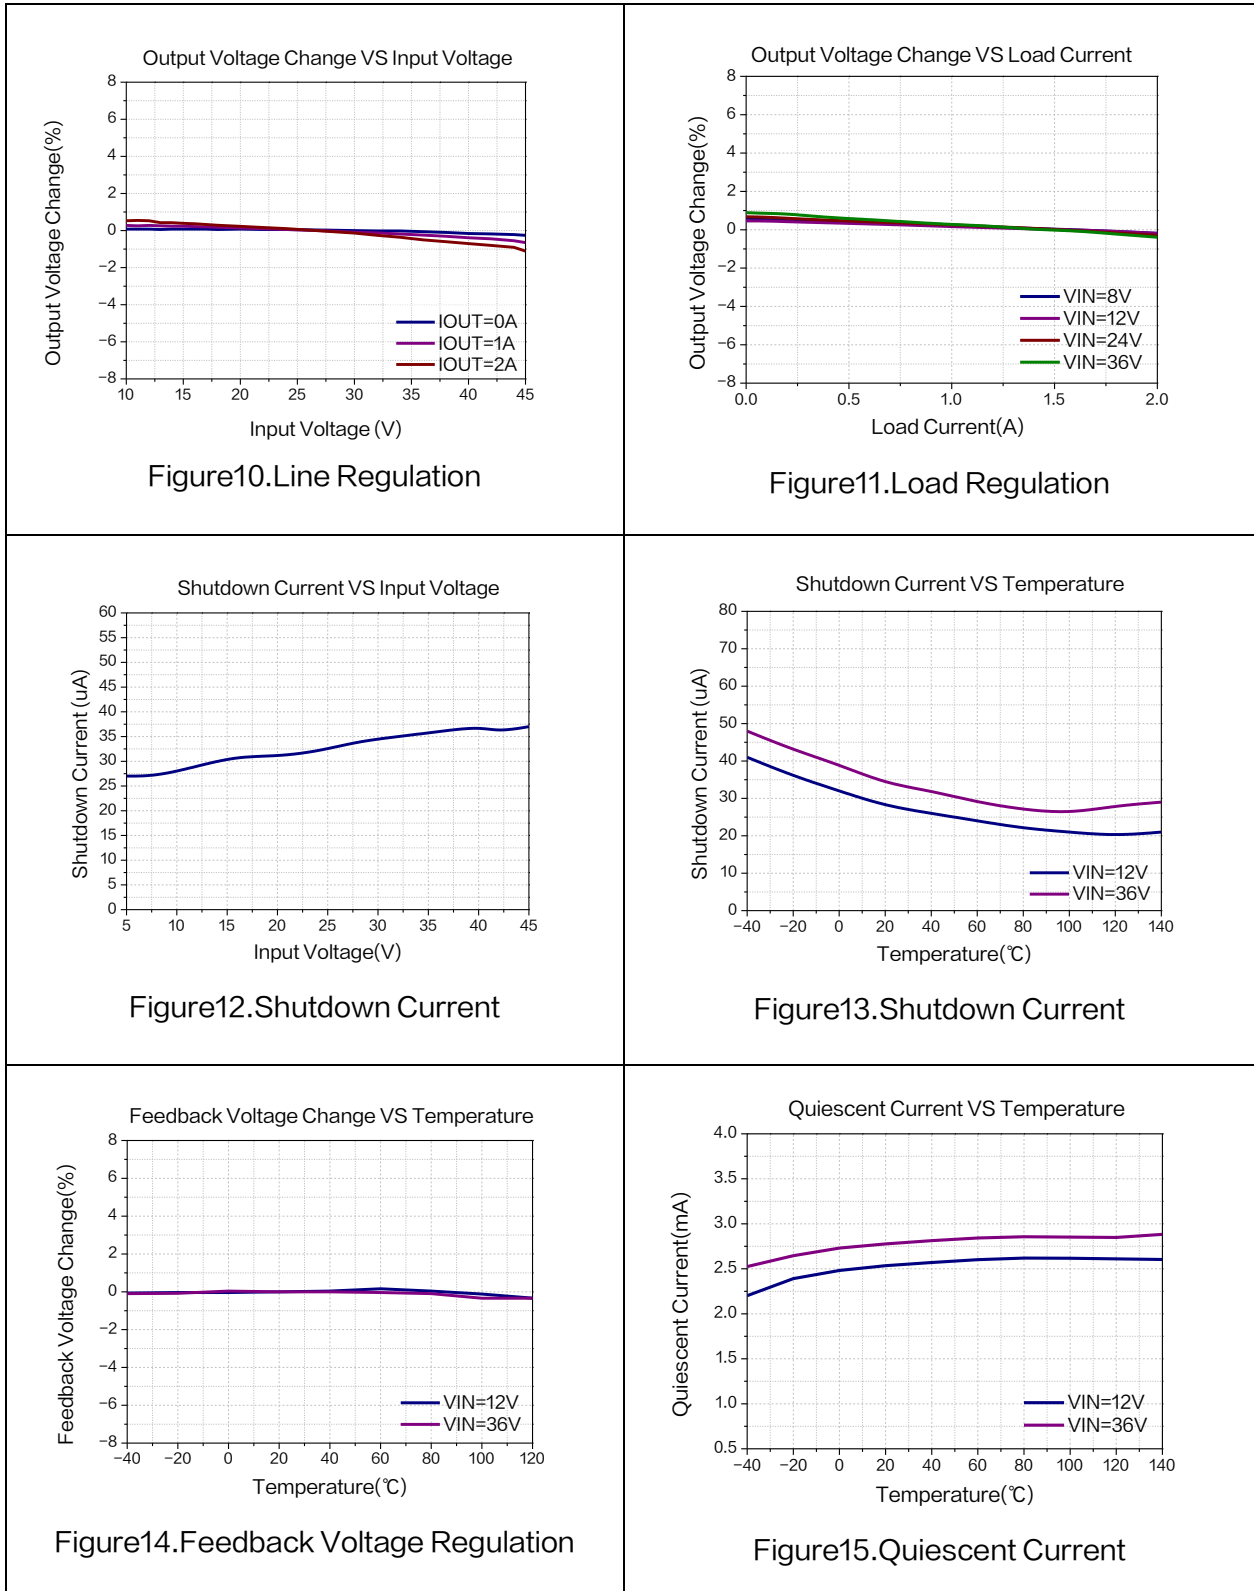 Output Voltage Change VS Input Voltage
Output Voltage Change(%)
8
6
4
2
0
−2
−4
−6
−8
IOUT=0A
IOUT=1A
IOUT=2A
10 15 20 25 30 35 40 45
Input Voltage (V)
Figure10.Line Regulation
Output Voltage Change VS Load Current
Output Voltage Change(%)
8
6
4
2
0
−2
−4
−6
−8
VIN=8V
VIN=12V
VIN=24V
VIN=36V
0.0 0.5 1.0 1.5 2.0
Load Current(A)
Figure11.Load Regulation
Shutdown Current VS Input Voltage
Shutdown Current (uA)
60
55
50
45
40
35
30
25
20
15
10
5
0
5 10 15 20 25 30 35 40 45
Input Voltage(V)
Figure12.Shutdown Current
Shutdown Current VS Temperature
Shutdown Current (uA)
80
70
60
50
40
30
20
10
0
VIN=12V
VIN=36V
−40 −20 0 20 40 60 80 100 120 140
Temperature(℃)
Figure13.Shutdown Current
Feedback Voltage Change VS Temperature
Feedback Voltage Change(%)
8
6
4
2
0
−2
−4
−6
−8
VIN=12V
VIN=36V
−40 −20 0 20 40 60 80 100 120
Temperature(℃)
Figure14.Feedback Voltage Regulation
Quiescent Current VS Temperature
Quiescent Current(mA)
4.0
3.5
3.0
2.5
2.0
1.5
1.0
0.5
VIN=12V
VIN=36V
−40 −20 0 20 40 60 80 100 120 140
Temperature(℃)
Figure15.Quiescent Current